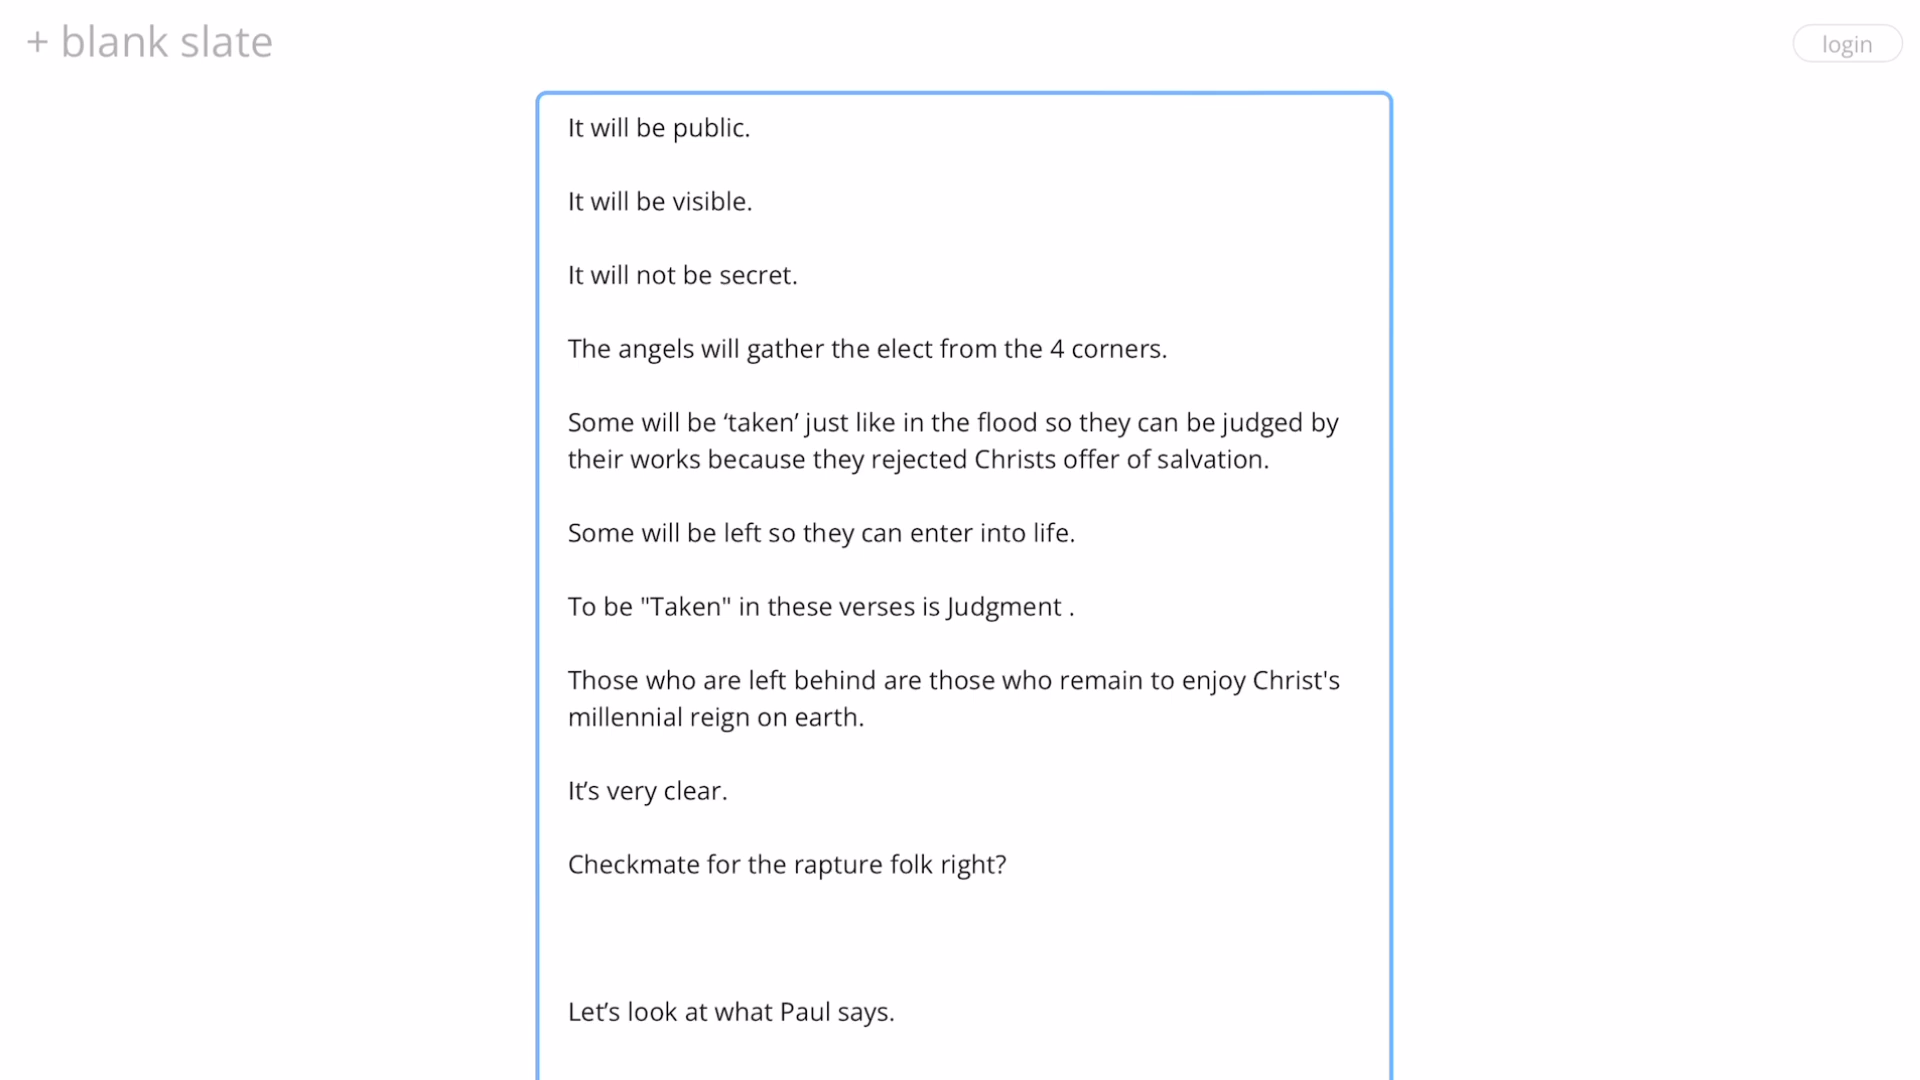 + blank slate
login
It will be public.
It will be visible.
It will not be secret.
The angels will gather the elect from the 4 corners.
Some will be ‘taken’ just like in the flood so they can be judged by
their works because they rejected Christs offer of salvation.
Some will be left so they can enter into life.
To be "Taken" in these verses is Judgment .
Those who are left behind are those who remain to enjoy Christ's
millennial reign on earth.
It’s very clear.
Checkmate for the rapture folk right?
Let’s look at what Paul says.